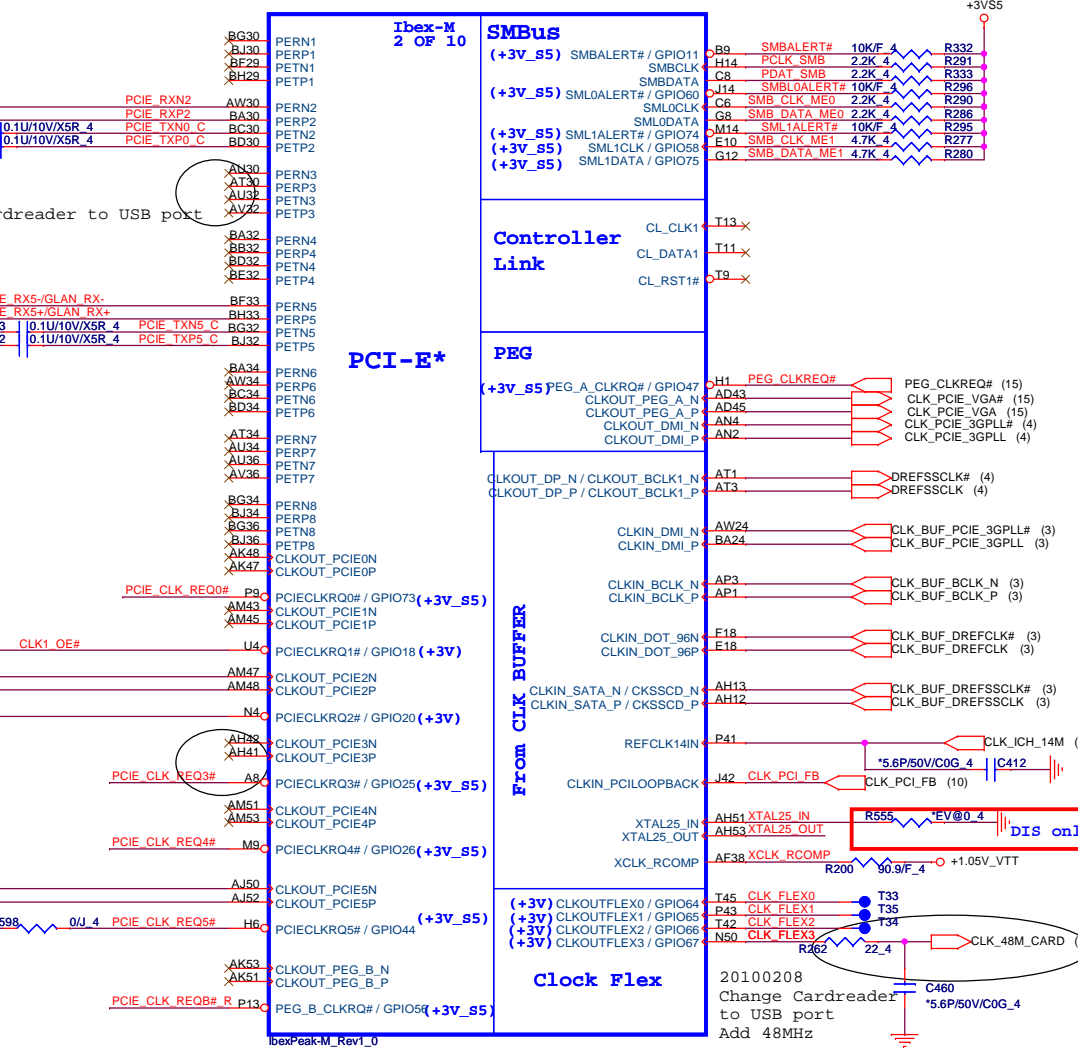 +3VS5
Ibex-M
2 OF 10
SMBus
BG30 PERN1
BJ30 PERP1
BF29 PETN1
BH29 PETP1
PCIE_RXN2 AW30 PERN2
PCIE_RXP2 BA30 PERP2
0.1U/10V/X5R_4 PCIE_TXN0_C BC30 PETN2
0.1U/10V/X5R_4 PCIE_TXP0_C BD30 PETP2
AU30 PERN3
AT30 PERP3
AU32 PETN3
AV32 PETP3
ardreader to USB port
BA32 PERN4
BB32 PERP4
BD32 PETN4
BE32 PETP4
E_RX5-/GLAN_RX- BF33 PERN5
E_RX5+/GLAN_RX+ BH33 PERP5
3 0.1U/10V/X5R_4 PCIE_TXN5_C BG32 PETN5
2 0.1U/10V/X5R_4 PCIE_TXP5_C BJ32 PETP5
PCI-E*
BA34 PERN6
AW34 PERP6
BC34 PETN6
BD34 PETP6
AT34 PERN7
AU34 PERP7
AU36 PETN7
AV36 PETP7
BG34 PERN8
BJ34 PERP8
BG36 PETN8
BJ36 PETP8
AK48 CLKOUT_PCIE0N
AK47 CLKOUT_PCIE0P
PCIE_CLK_REQ0# P9 PCIECLKRQ0# / GPIO73 (+3V_S5)
AM43 CLKOUT_PCIE1N
AM45 CLKOUT_PCIE1P
CLK1_OE# U4 PCIECLKRQ1# / GPIO18 (+3V)
AM47 CLKOUT_PCIE2N
AM48 CLKOUT_PCIE2P
N4 PCIECLKRQ2# / GPIO20 (+3V)
AH42 CLKOUT_PCIE3N
AH41 CLKOUT_PCIE3P
PCIE_CLK_REQ3# A8 PCIECLKRQ3# / GPIO25 (+3V_S5)
AM51 CLKOUT_PCIE4N
AM53 CLKOUT_PCIE4P
PCIE_CLK_REQ4# M9 PCIECLKRQ4# / GPIO26 (+3V_S5)
AJ50 CLKOUT_PCIE5N
AJ52 CLKOUT_PCIE5P
598 0/J_4 PCIE_CLK_REQ5# H6 PCIECLKRQ5# / GPIO44 (+3V_S5)
AK53 CLKOUT_PEG_B_N
AK51 CLKOUT_PEG_B_P
PCIE_CLK_REQB#_R P13 PEG_B_CLKRQ# / GPIO56 (+3V_S5)
IbexPeak-M_Rev1_0
(+3V_S5) SMBALERT# / GPIO11 B9 SMBALERT# 10K/F_4 R332
SMBCLK H14 PCLK_SMB 2.2K_4 R291
SMBDATA C8 PDAT_SMB 2.2K_4 R333
(+3V_S5) SML0ALERT# / GPIO60 J14 SMBL0ALERT# 10K/F_4 R296
SML0CLK C6 SMB_CLK_ME0 2.2K_4 R290
SML0DATA G8 SMB_DATA_ME0 2.2K_4 R286
(+3V_S5) SML1ALERT# / GPIO74 M14 SML1ALERT# 10K/F_4 R295
(+3V_S5) SML1CLK / GPIO58 E10 SMB_CLK_ME1 4.7K_4 R277
(+3V_S5) SML1DATA / GPIO75 G12 SMB_DATA_ME1 4.7K_4 R280
Controller
Link
CL_CLK1 T13
CL_DATA1 T11
CL_RST1# T9
PEG
(+3V_S5) PEG_A_CLKRQ# / GPIO47 H1 PEG_CLKREQ# PEG_CLKREQ# (15)
CLKOUT_PEG_A_N AD43 CLK_PCIE_VGA# (15)
CLKOUT_PEG_A_P AD45 CLK_PCIE_VGA (15)
CLKOUT_DMI_N AN4 CLK_PCIE_3GPLL# (4)
CLKOUT_DMI_P AN2 CLK_PCIE_3GPLL (4)
CLKOUT_DP_N / CLKOUT_BCLK1_N AT1 DREFSSCLK# (4)
CLKOUT_DP_P / CLKOUT_BCLK1_P AT3 DREFSSCLK (4)
From CLK BUFFER
CLKIN_DMI_N AW24 CLK_BUF_PCIE_3GPLL# (3)
CLKIN_DMI_P BA24 CLK_BUF_PCIE_3GPLL (3)
CLKIN_BCLK_N AP3 CLK_BUF_BCLK_N (3)
CLKIN_BCLK_P AP1 CLK_BUF_BCLK_P (3)
CLKIN_DOT_96N F18 CLK_BUF_DREFCLK# (3)
CLKIN_DOT_96P E18 CLK_BUF_DREFCLK (3)
CLKIN_SATA_N / CKSSCD_N AH13 CLK_BUF_DREFSSCLK# (3)
CLKIN_SATA_P / CKSSCD_P AH12 CLK_BUF_DREFSSCLK (3)
REFCLK14IN P41 CLK_ICH_14M (
*5.6P/50V/C0G_4 C412
CLKIN_PCILOOPBACK J42 CLK_PCI_FB CLK_PCI_FB (10)
XTAL25_IN AH51 XTAL25_IN R555 *EV@0_4
XTAL25_OUT AH53 XTAL25_OUT DIS onl
XCLK_RCOMP AF38 XCLK_RCOMP R200 90.9/F_4 +1.05V_VTT
(+3V) CLKOUTFLEX0 / GPIO64 T45 CLK_FLEX0 T33
(+3V) CLKOUTFLEX1 / GPIO65 P43 CLK_FLEX1 T35
(+3V) CLKOUTFLEX2 / GPIO66 T42 CLK_FLEX2 T34
(+3V) CLKOUTFLEX3 / GPIO67 N50 CLK_FLEX3 R262 22_4 CLK_48M_CARD (
Clock Flex
20100208
Change Cardreader
to USB port
Add 48MHz
C460
*5.6P/50V/C0G_4